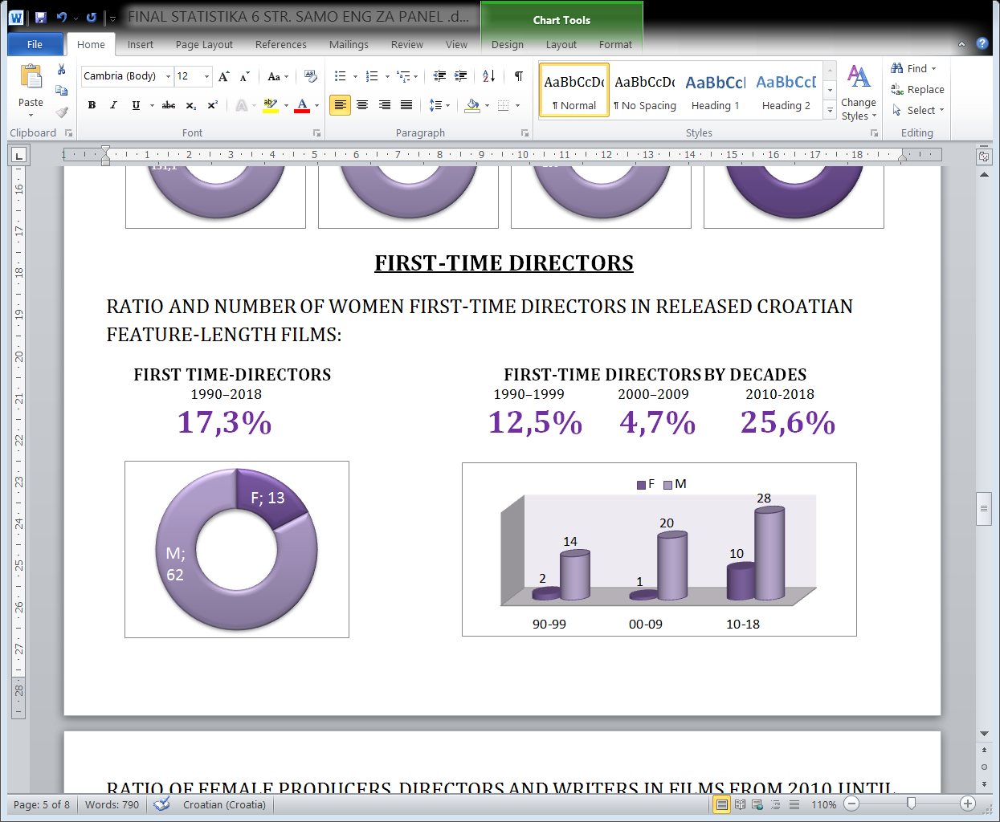 FINAL STATISTIKA 6 STR. SAMO ENG ZA PANEL .d...
Chart Tools
File Home Insert Page Layout References Mailings Review View Design Layout Format
Cambria (Body) 12 Aa
AaBbCcDc AaBbCcDc AaBbCcI AaBbCcI
Find
Paste
B I U abc x₂ x² A ab A
¶ Normal ¶ No Spacing Heading 1 Heading 2
Change Styles
Replace
Select
Clipboard Font Paragraph Styles Editing
1 1 2 3 4 5 6 7 8 9 10 11 12 13 14 15 16 17 18
16
17
18
19
20
21
22
23
24
25
26
27
28
FIRST-TIME DIRECTORS
RATIO AND NUMBER OF WOMEN FIRST-TIME DIRECTORS IN RELEASED CROATIAN
FEATURE-LENGTH FILMS:
FIRST TIME-DIRECTORS
1990–2018
17,3%
FIRST-TIME DIRECTORS BY DECADES
1990–1999 2000–2009 2010-2018
12,5% 4,7% 25,6%
F; 13
M;
62
F M
2 14 1 20 10 28
90-99 00-09 10-18
RATIO OF FEMALE PRODUCERS, DIRECTORS AND WRITERS IN FILMS FROM 2010 UNTIL
Page: 5 of 8 Words: 790 Croatian (Croatia) 110%